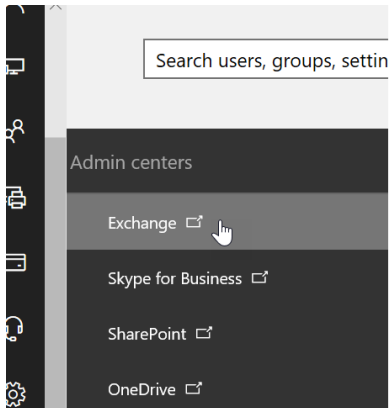 Search users, groups, settin
Admin centers
Exchange
Skype for Business
SharePoint
OneDrive